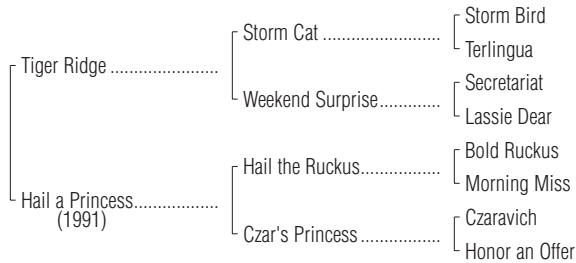 Storm Bird
Storm Cat ........................
Terlingua
Tiger Ridge ......................
Secretariat
Weekend Surprise.............
Lassie Dear
Bold Ruckus
Hail the Ruckus.................
Morning Miss
Hail a Princess.................
(1991)
Czaravich
Czar's Princess ................
Honor an Offer